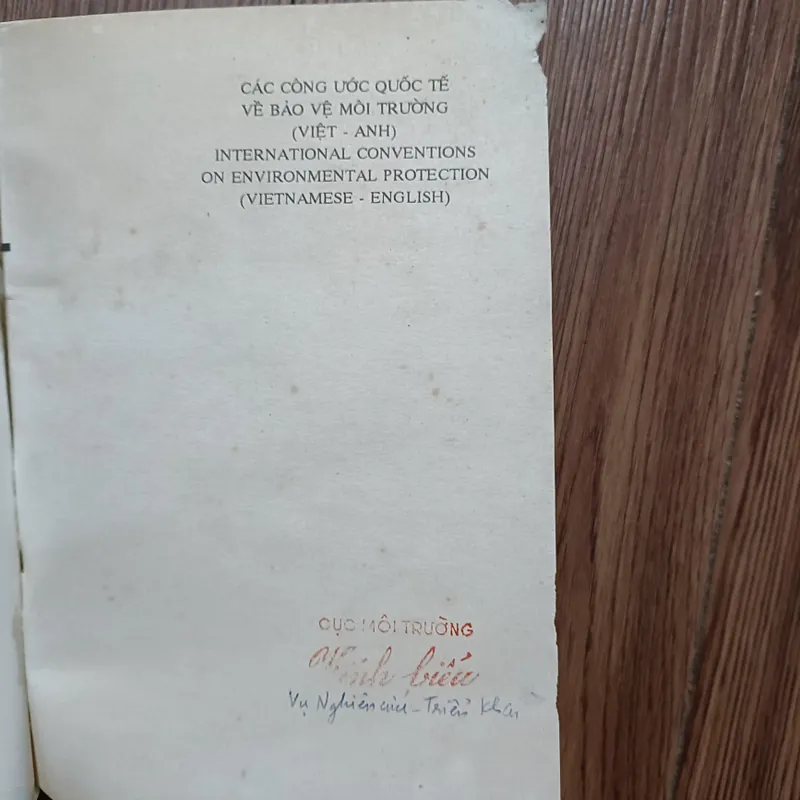 CÁC CÔNG ƯỚC QUỐC TẾ
VỀ BẢO VỆ MÔI TRƯỜNG
(VIỆT - ANH)
INTERNATIONAL CONVENTIONS
ON ENVIRONMENTAL PROTECTION
(VIETNAMESE - ENGLISH)
CỤC MÔI TRƯỜNG
Kính biếu
Vụ Nghiên cứu - Triển khai